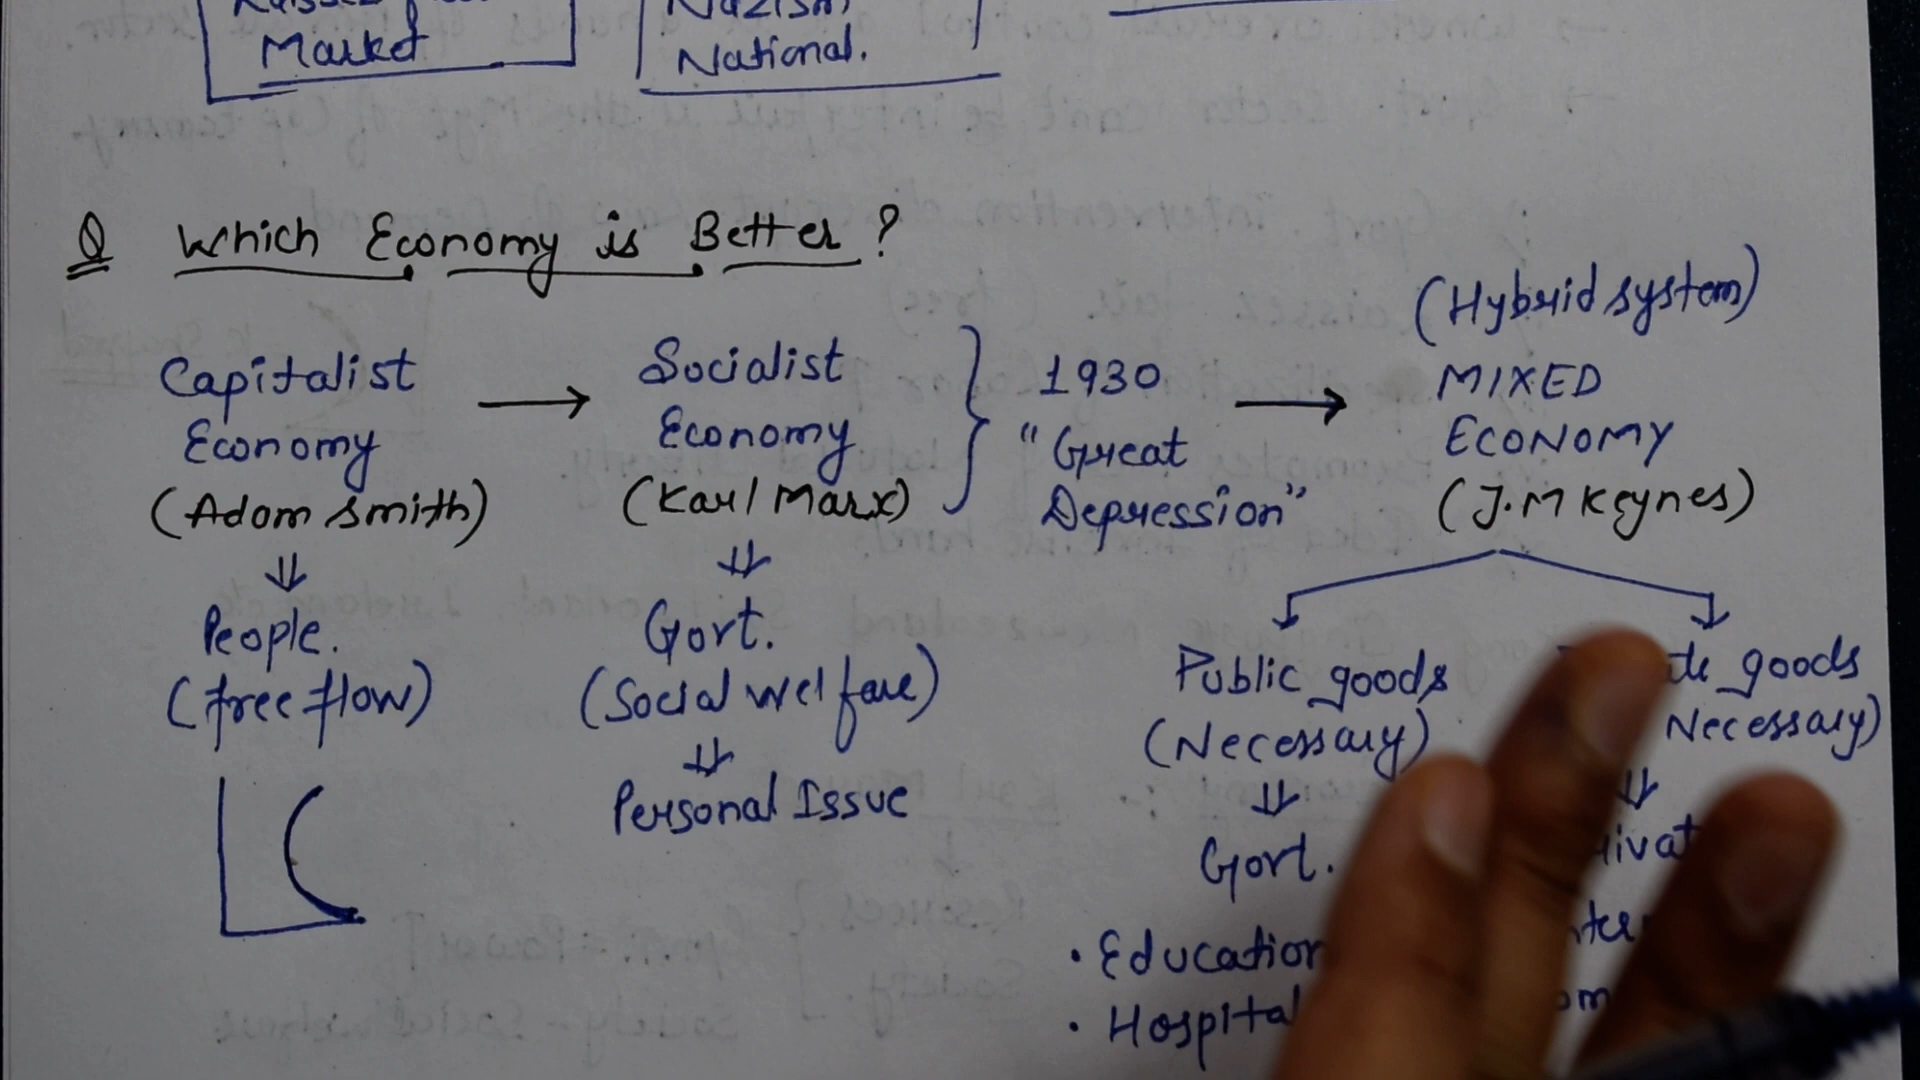 Market
National.
Q Which Economy is Better?
(Hybrid system)
Capitalist
Economy
(Adom Smith)
Socialist
Economy
(Karl Marx)
1930
"Great
Depression"
MIXED
ECONOMY
(J.M Keynes)
People.
(free flow)
Govt.
(Social welfare)
Personal Issue
Public goods
(Necessary)
Govt.
• Education
• Hospital
goods
Necessary)